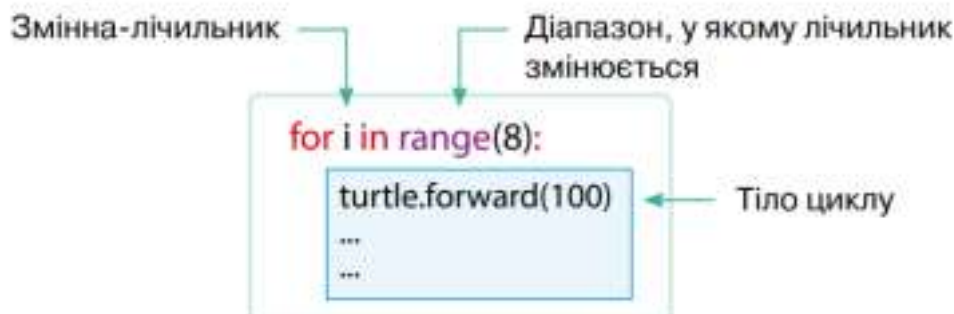 Змінна-лічильник
Діапазон, у якому лічильник
змінюється
for i in range(8):
turtle.forward(100)
...
...
Тіло циклу